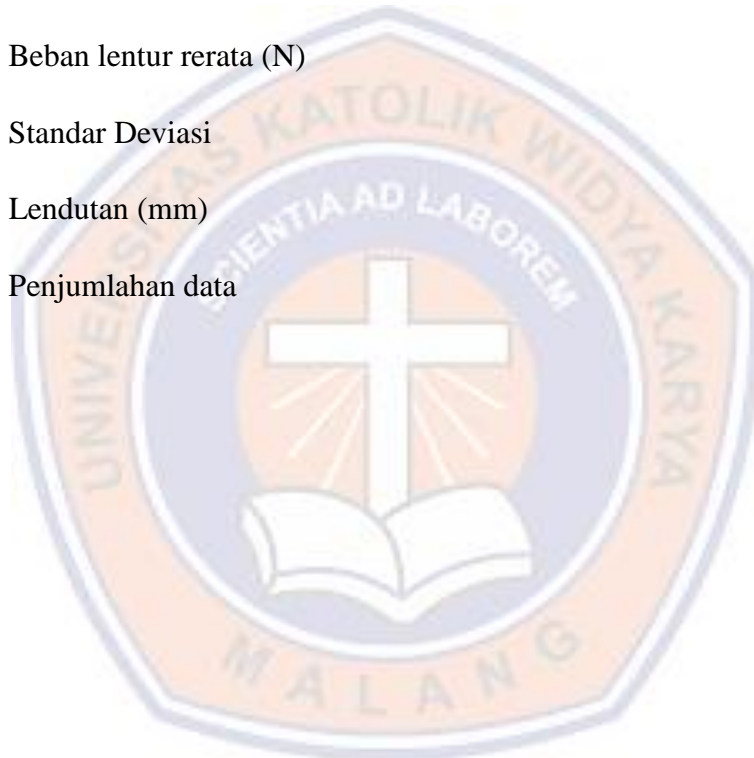 Beban lentur rerata (N)
Standar Deviasi
Lendutan (mm)
Penjumlahan data
UNIVERSITAS KATOLIK WIDYA KARYA
SCIENTIA AD LABOREM
MALANG